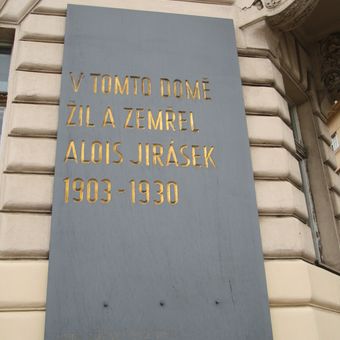 V TOMTO DOMĚ
ŽIL A ZEMŘEL
ALOIS JIRÁSEK
1903 - 1930